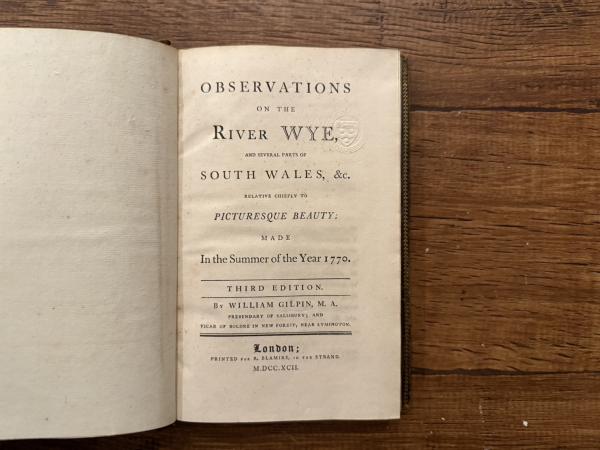 OBSERVATIONS
ON THE
RIVER WYE,
AND SEVERAL PARTS OF
SOUTH WALES, &c.
RELATIVE CHIEFLY TO
PICTURESQUE BEAUTY;
MADE
In the Summer of the Year 1770.
THIRD EDITION.
By WILLIAM GILPIN, M. A.
PREBENDARY OF SALISBURY; AND
VICAR OF BOLDRE IN NEW FOREST, NEAR LYMINGTON.
London;
PRINTED FOR R. BLAMIRE, IN THE STRAND.
M.DCC.XCII.